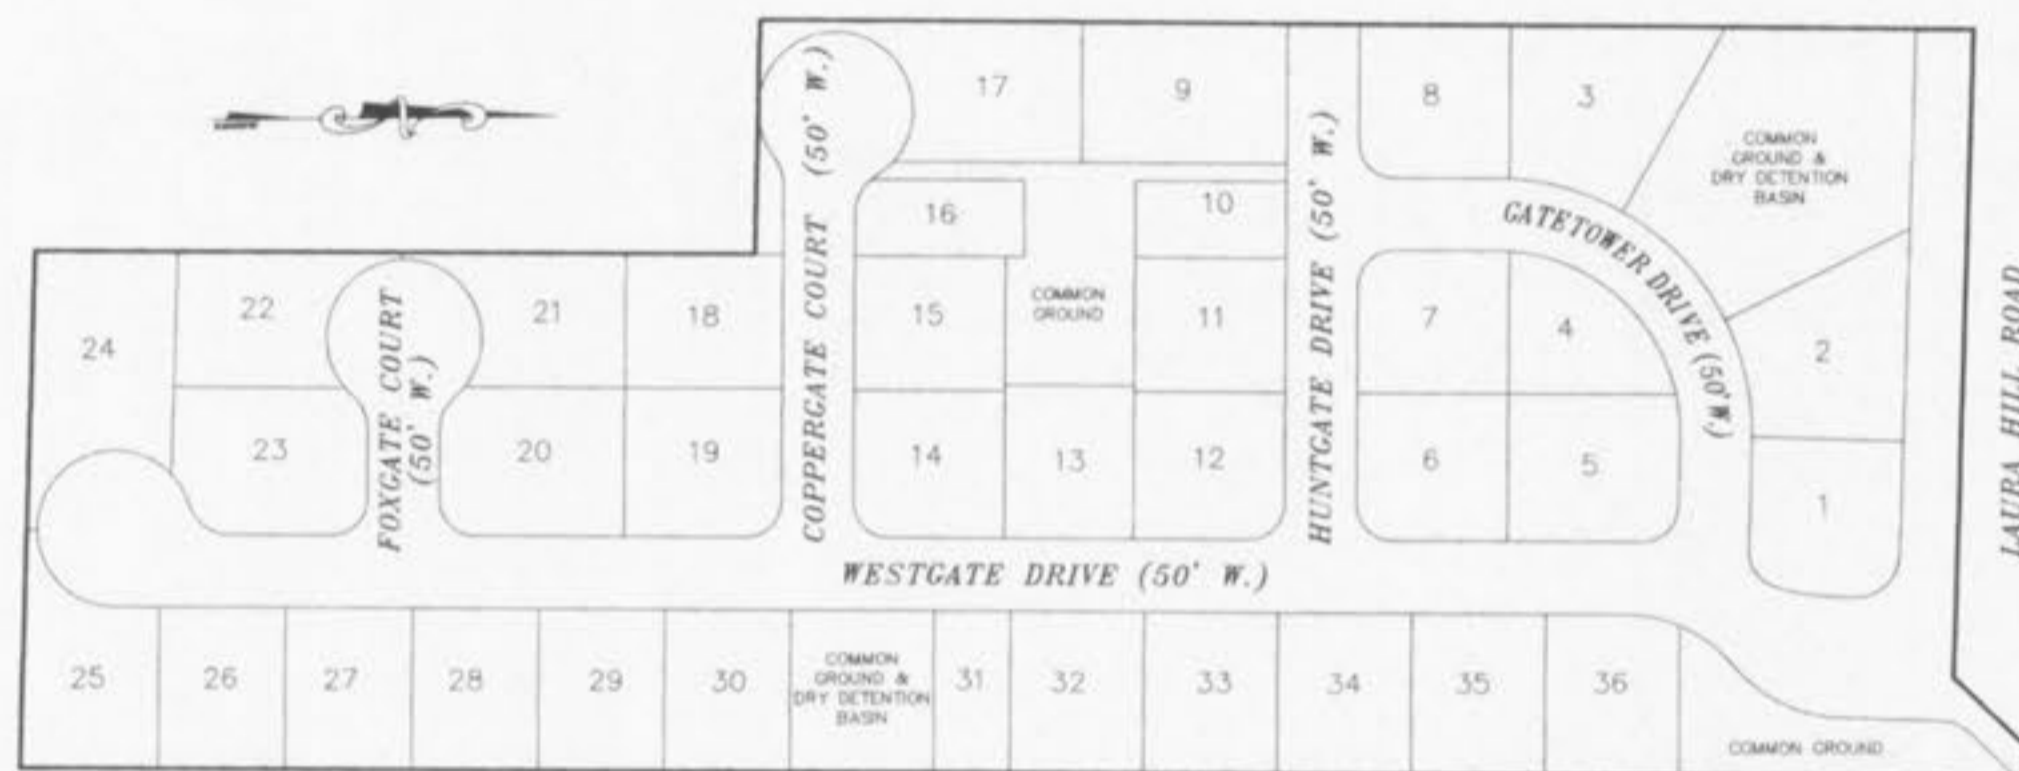 17
9
8
3
COMMON
GROUND &
DRY DETENTION
BASIN
16
10
COPPERGATE COURT (50' W.)
HUNTGATE DRIVE (50' W.)
GATETOWER DRIVE (50' W.)
LAURA HILL ROAD
24
22
FOXGATE COURT
(50' W.)
21
18
15
COMMON
GROUND
11
7
4
2
23
20
19
14
13
12
6
5
1
WESTGATE DRIVE (50' W.)
25
26
27
28
29
30
COMMON
GROUND &
DRY DETENTION
BASIN
31
32
33
34
35
36
COMMON GROUND